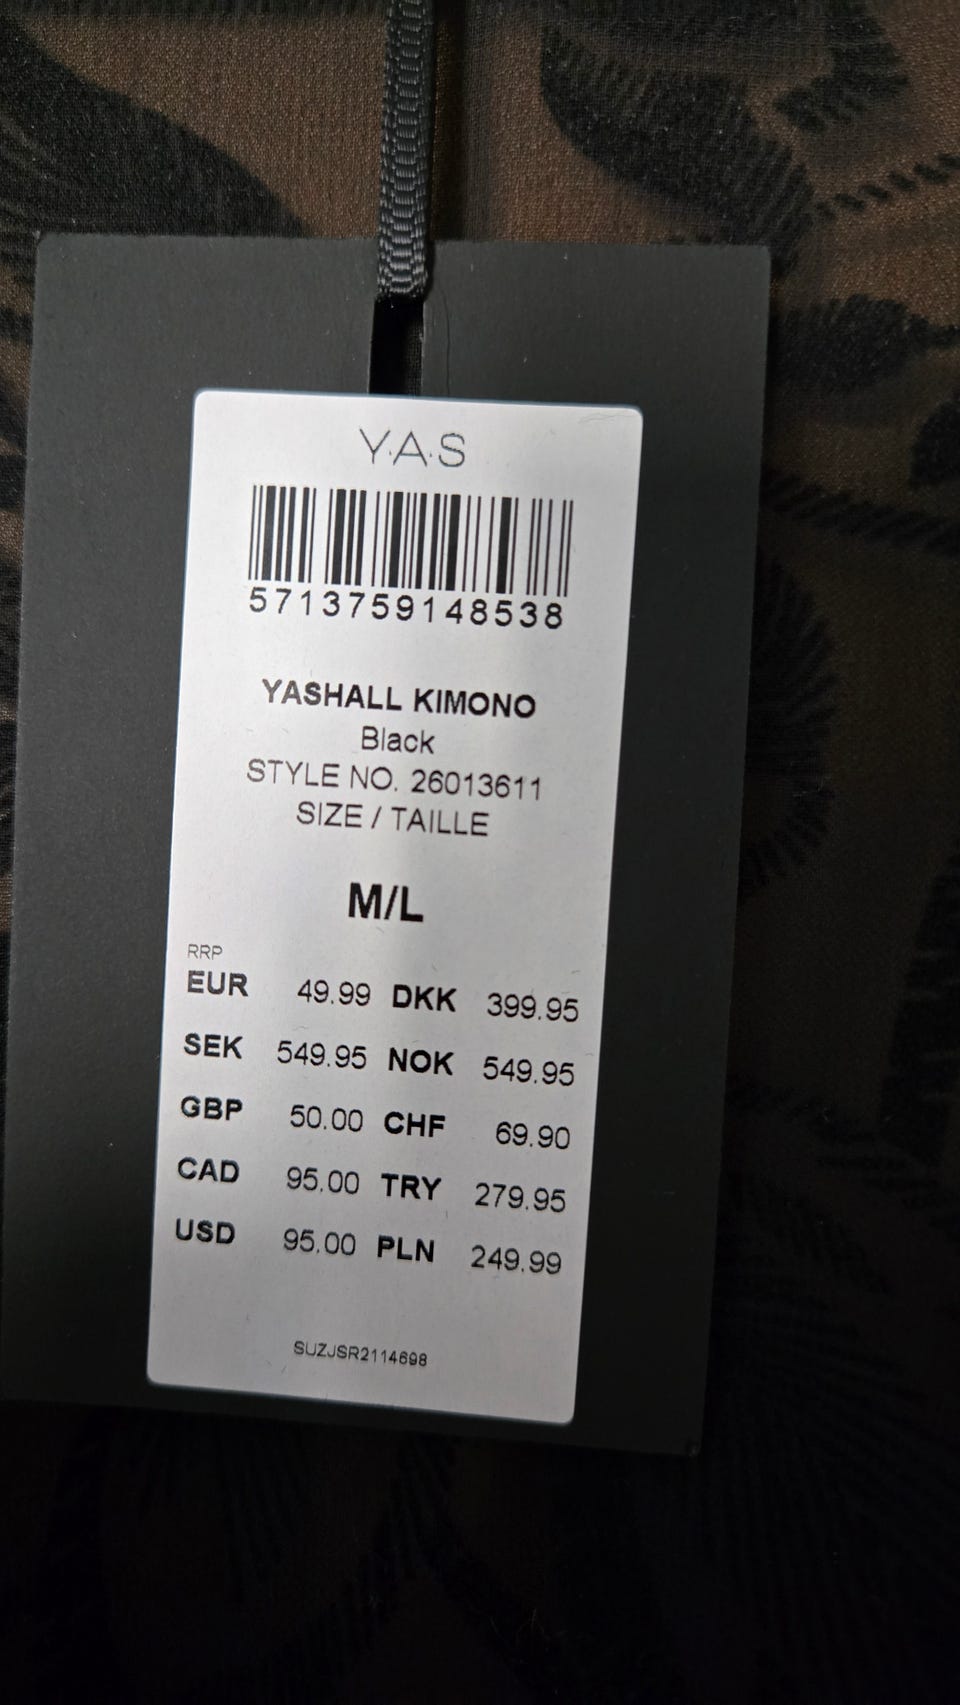 Y.A.S
5713759148538
YASHALL KIMONO
Black
STYLE NO. 26013611
SIZE / TAILLE
M/L
RRP
EUR 49.99 DKK 399.95
SEK 549.95 NOK 549.95
GBP 50.00 CHF 69.90
CAD 95.00 TRY 279.95
USD 95.00 PLN 249.99
SUZJSR2114698